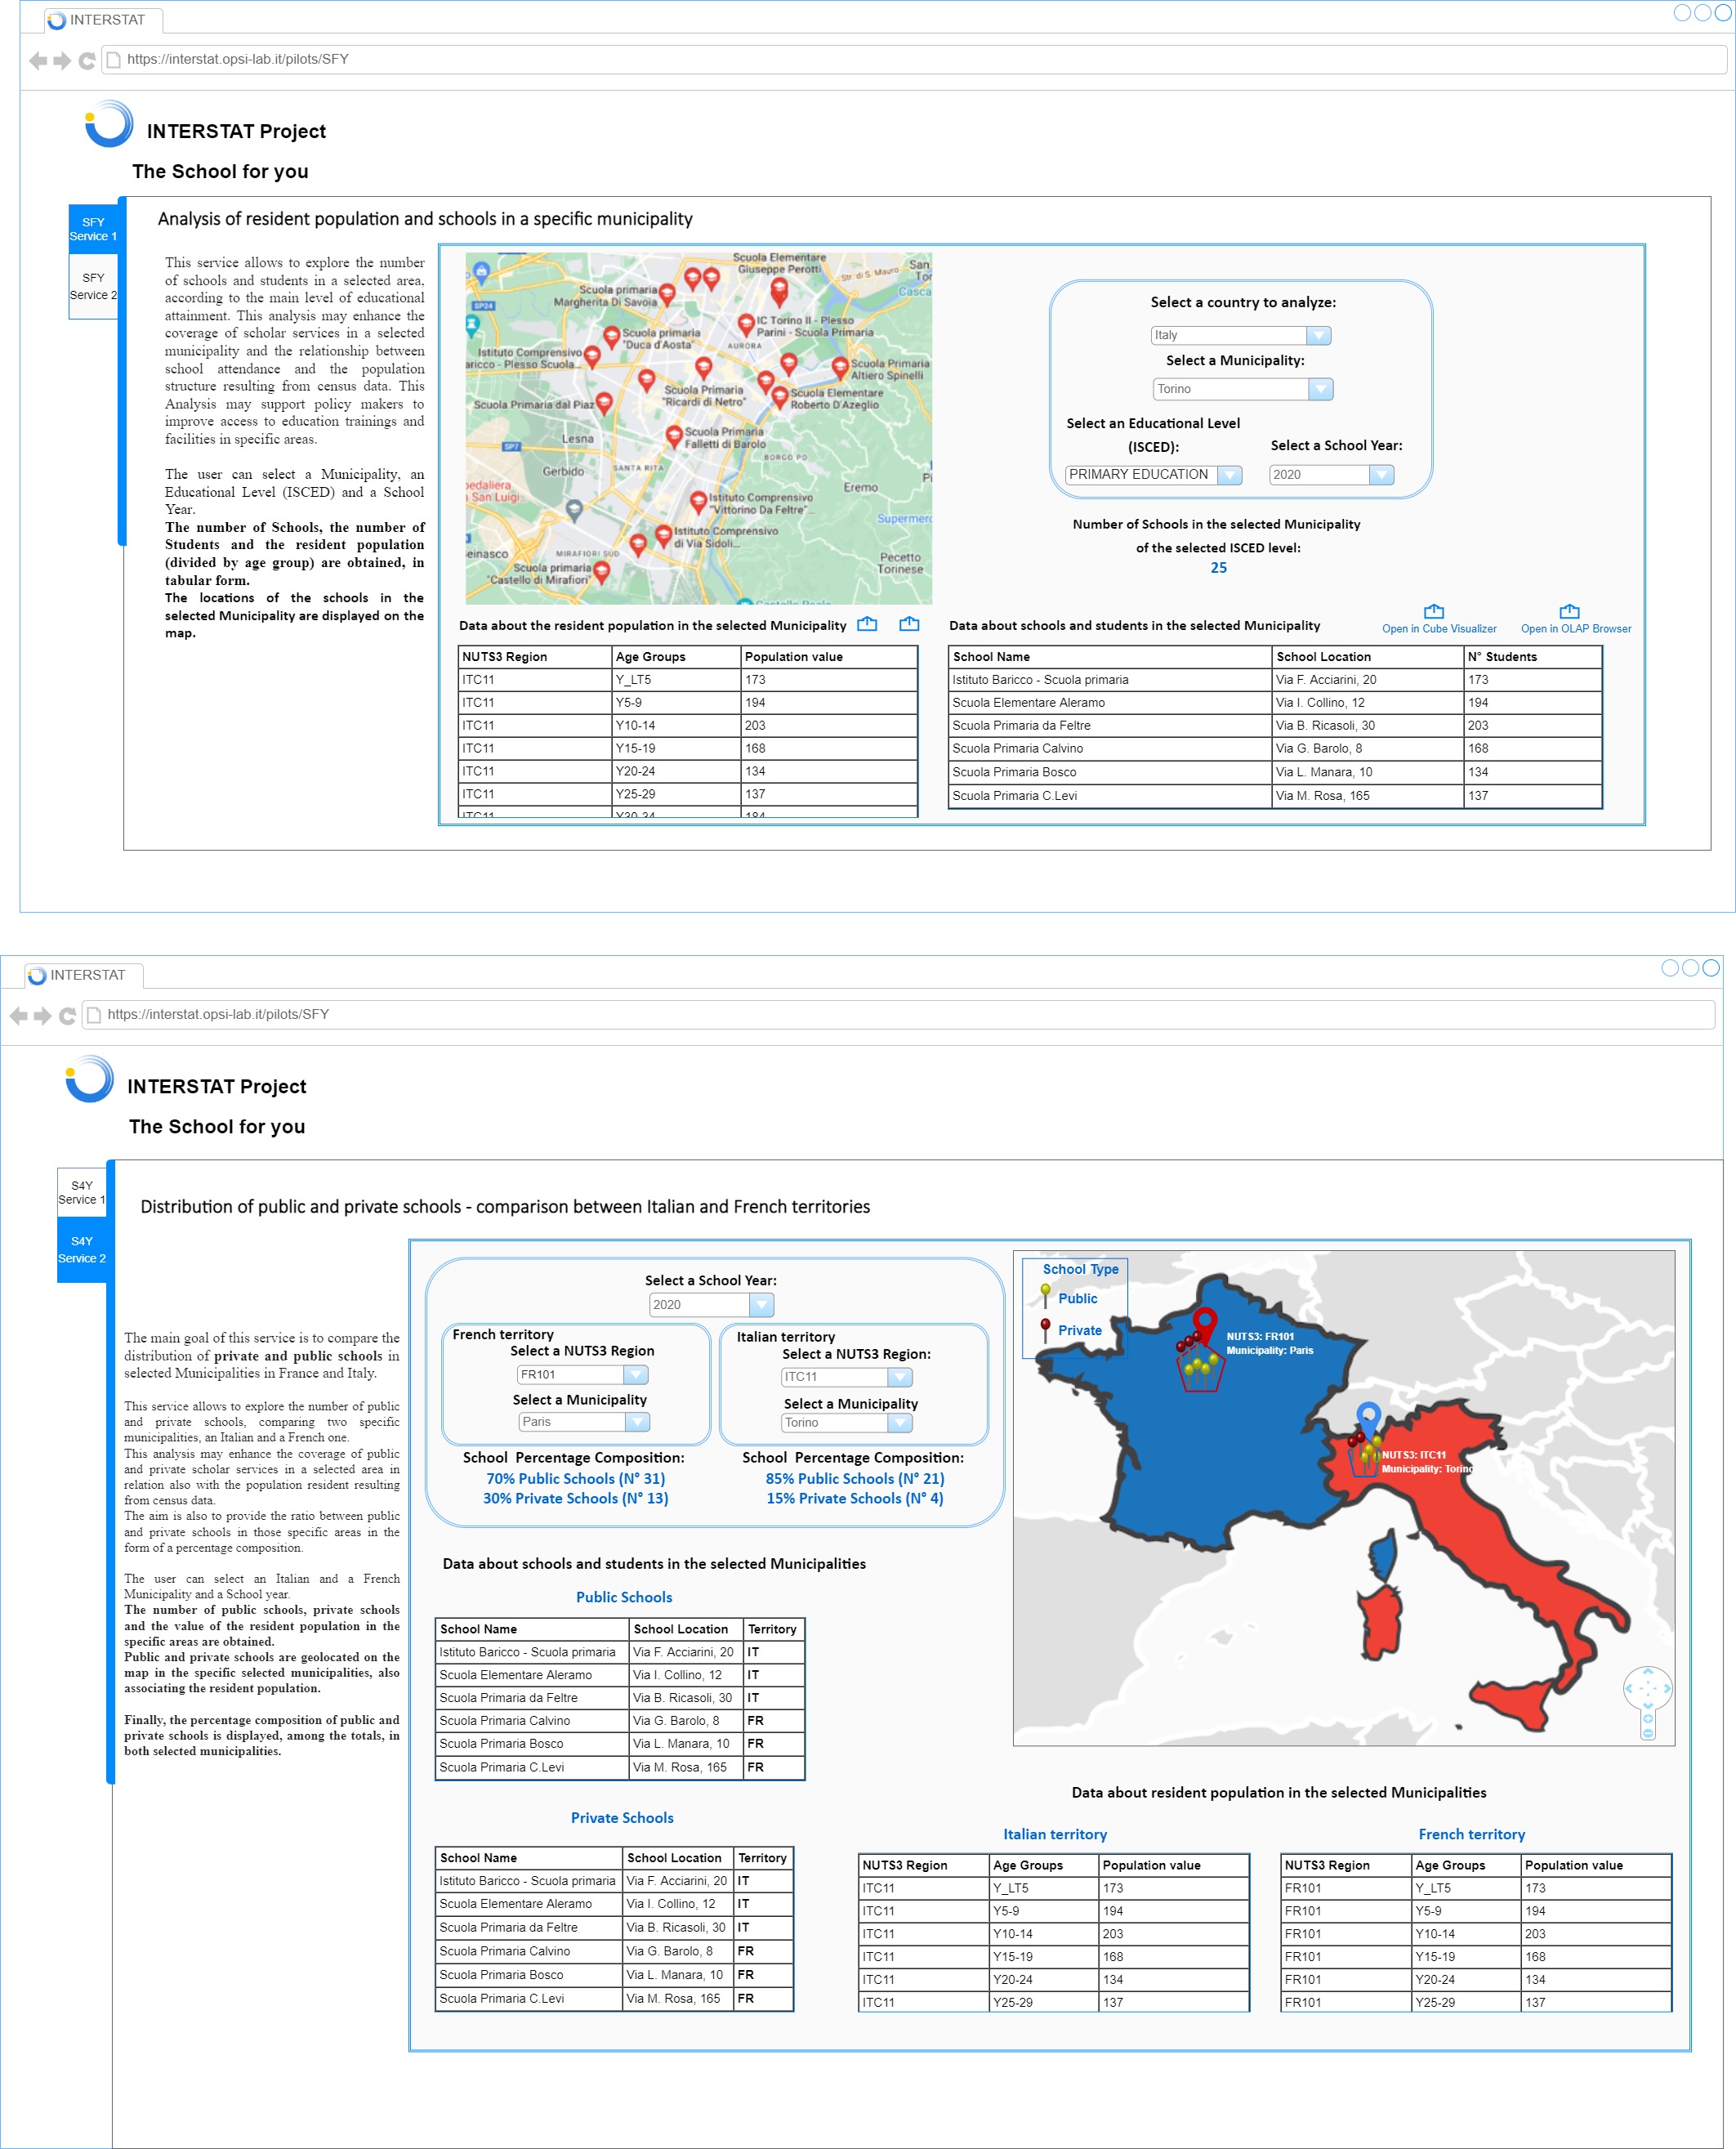 INTERSTAT
https://interstat.opsi-lab.it/pilots/SFY
INTERSTAT Project
The School for you
SFY
Service 1
SFY
Service 2
Analysis of resident population and schools in a specific municipality
This service allows to explore the number
of schools and students in a selected area,
according to the main level of educational
attainment. This analysis may enhance the
coverage of scholar services in a selected
municipality and the relationship between
school attendance and the population
structure resulting from census data. This
Analysis may support policy makers to
improve access to education trainings and
facilities in specific areas.
The user can select a Municipality, an
Educational Level (ISCED) and a School
Year.
The number of Schools, the number of
Students and the resident population
(divided by age group) are obtained, in
tabular form.
The locations of the schools in the
selected Municipality are displayed on the
map.
Scuola Elementare
Giuseppe Perotti
Str. di S. Mauro
San
Tor
Casca
Scuola primaria
Margherita Di Savoia
SP24
IC Torino II - Plesso
Parini - Scuola Primaria
Scuola primaria
"Duca d'Aosta"
AURORA
Istituto Comprensivo
aricco - Plesso Scuola...
Scuola Primaria
Altiero Spinelli
Scuola Primaria
"Ricardi di Netro"
Scuola Elementare
Roberto D'Azeglio
Scuola Primaria dal Piaz
Scuola Primaria
Falletti di Barolo
Lesna
SP7
BORGO PO
SANTA RITA
Gerbido
pedaliera
San Luigi
Eremo
Pi
Istituto Comprensivo
"Vittorino Da Feltre"...
Supermerc
Istituto Comprensivo
di Via Sidoli...
einasco
MIRAFIORI SUD
Pecetto
Torinese
Scuola primaria
"Castello di Mirafiori"
Castello Reale
Select a country to analyze:
Italy
Select a Municipality:
Torino
Select an Educational Level
(ISCED):
Select a School Year:
PRIMARY EDUCATION
2020
Number of Schools in the selected Municipality
of the selected ISCED level:
25
Data about the resident population in the selected Municipality
NUTS3 Region Age Groups Population value
ITC11 Y_LT5 173
ITC11 Y5-9 194
ITC11 Y10-14 203
ITC11 Y15-19 168
ITC11 Y20-24 134
ITC11 Y25-29 137
ITC11 Y30-34 184
Data about schools and students in the selected Municipality
Open in Cube Visualizer
Open in OLAP Browser
School Name School Location N° Students
Istituto Baricco - Scuola primaria Via F. Acciarini, 20 173
Scuola Elementare Aleramo Via I. Collino, 12 194
Scuola Primaria da Feltre Via B. Ricasoli, 30 203
Scuola Primaria Calvino Via G. Barolo, 8 168
Scuola Primaria Bosco Via L. Manara, 10 134
Scuola Primaria C.Levi Via M. Rosa, 165 137
INTERSTAT
https://interstat.opsi-lab.it/pilots/SFY
INTERSTAT Project
The School for you
S4Y
Service 1
S4Y
Service 2
Distribution of public and private schools - comparison between Italian and French territories
The main goal of this service is to compare the
distribution of private and public schools in
selected Municipalities in France and Italy.
This service allows to explore the number of public
and private schools, comparing two specific
municipalities, an Italian and a French one.
This analysis may enhance the coverage of public
and private scholar services in a selected area in
relation also with the population resident resulting
from census data.
The aim is also to provide the ratio between public
and private schools in those specific areas in the
form of a percentage composition.
The user can select an Italian and a French
Municipality and a School year.
The number of public schools, private schools
and the value of the resident population in the
specific areas are obtained.
Public and private schools are geolocated on the
map in the specific selected municipalities, also
associating the resident population.
Finally, the percentage composition of public and
private schools is displayed, among the totals, in
both selected municipalities.
Select a School Year:
2020
French territory
Select a NUTS3 Region
FR101
Select a Municipality
Paris
Italian territory
Select a NUTS3 Region:
ITC11
Select a Municipality
Torino
School Percentage Composition:
70% Public Schools (N° 31)
30% Private Schools (N° 13)
School Percentage Composition:
85% Public Schools (N° 21)
15% Private Schools (N° 4)
School Type
Public
Private
NUTS3: FR101
Municipality: Paris
NUTS3: ITC11
Municipality: Torino
Data about schools and students in the selected Municipalities
Public Schools
School Name School Location Territory
Istituto Baricco - Scuola primaria Via F. Acciarini, 20 IT
Scuola Elementare Aleramo Via I. Collino, 12 IT
Scuola Primaria da Feltre Via B. Ricasoli, 30 IT
Scuola Primaria Calvino Via G. Barolo, 8 FR
Scuola Primaria Bosco Via L. Manara, 10 FR
Scuola Primaria C.Levi Via M. Rosa, 165 FR
Private Schools
School Name School Location Territory
Istituto Baricco - Scuola primaria Via F. Acciarini, 20 IT
Scuola Elementare Aleramo Via I. Collino, 12 IT
Scuola Primaria da Feltre Via B. Ricasoli, 30 IT
Scuola Primaria Calvino Via G. Barolo, 8 FR
Scuola Primaria Bosco Via L. Manara, 10 FR
Scuola Primaria C.Levi Via M. Rosa, 165 FR
Data about resident population in the selected Municipalities
Italian territory
NUTS3 Region Age Groups Population value
ITC11 Y_LT5 173
ITC11 Y5-9 194
ITC11 Y10-14 203
ITC11 Y15-19 168
ITC11 Y20-24 134
ITC11 Y25-29 137
French territory
NUTS3 Region Age Groups Population value
FR101 Y_LT5 173
FR101 Y5-9 194
FR101 Y10-14 203
FR101 Y15-19 168
FR101 Y20-24 134
FR101 Y25-29 137